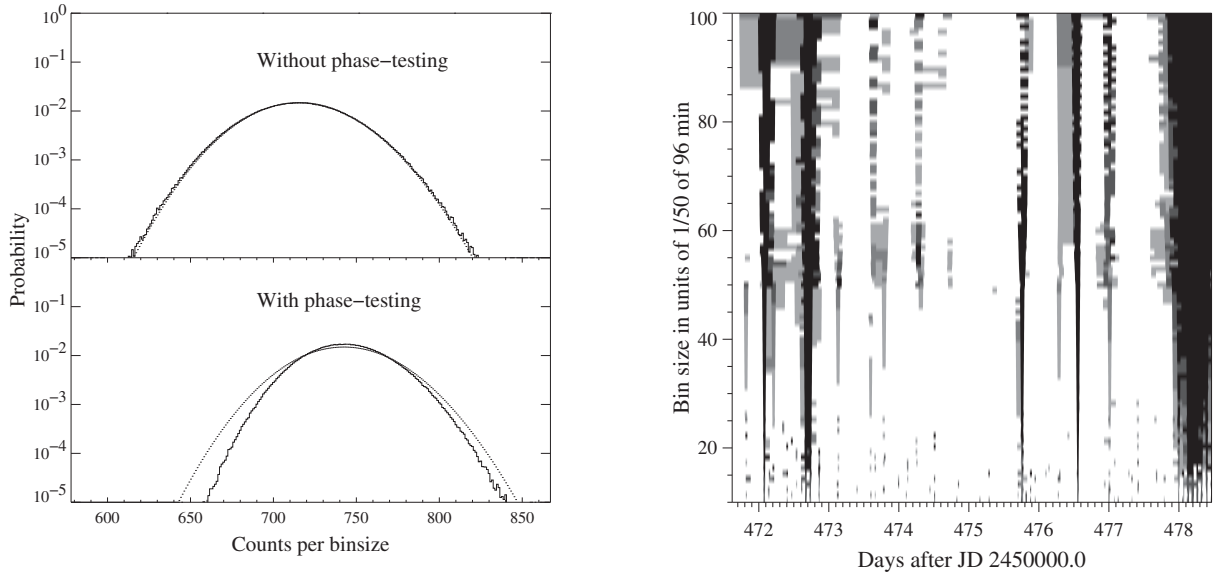 10^0
10^-1
Without phase-testing
10^-2
10^-3
10^-4
10^-5
10^-1
With phase-testing
10^-2
10^-3
10^-4
10^-5
Probability
600 650 700 750 800 850
Counts per binsize
100
80
60
40
20
Bin size in units of 1/50 of 96 min
472 473 474 475 476 477 478
Days after JD 2450000.0